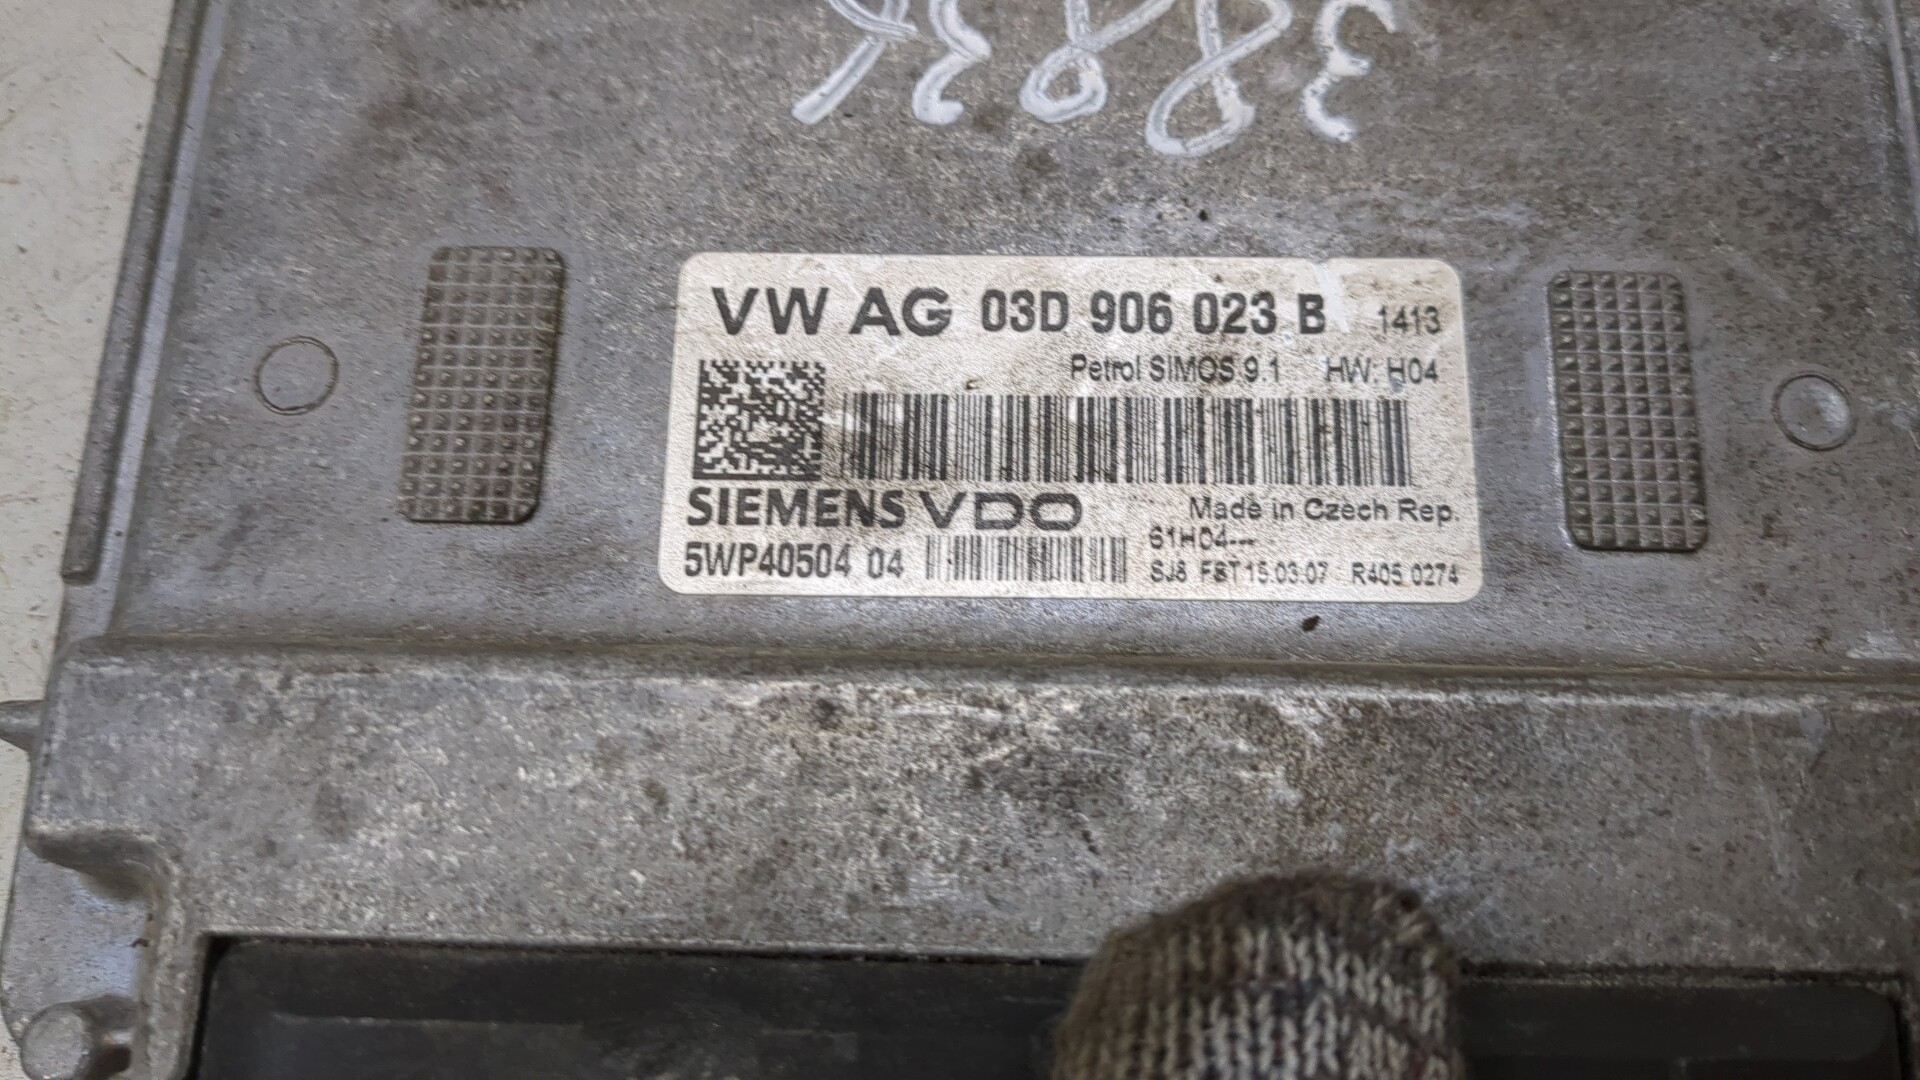 VW AG 03D 906 023 B 1413
Petrol SIMOS 9.1 HW: H04
SIEMENS VDO Made in Czech Rep.
61H04---
5WP40504 04 SJ8 FBT 15.03.07 R405 0274